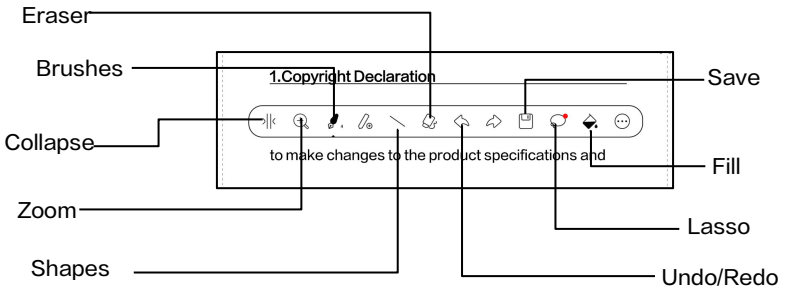 Eraser
Brushes
1.Copyright Declaration
Save
Collapse
to make changes to the product specifications and
Fill
Zoom
Lasso
Shapes
Undo/Redo